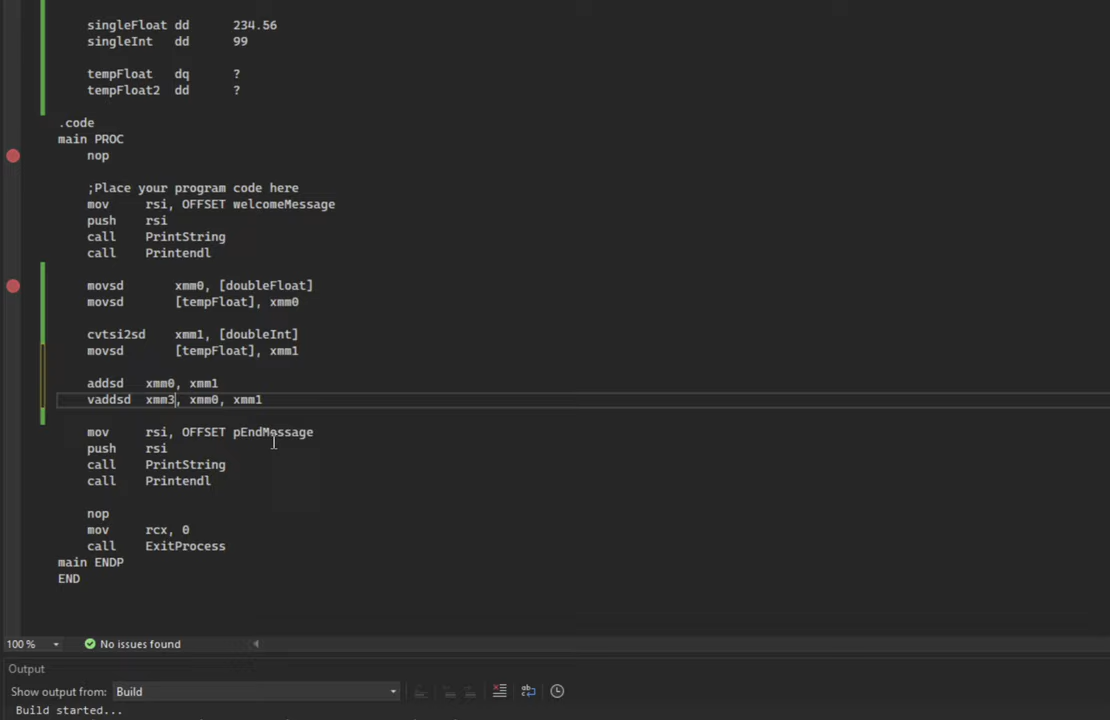 singleFloat dd 234.56
singleInt dd 99
tempFloat dq ?
tempFloat2 dd ?
.code
main PROC
nop
;Place your program code here
mov rsi, OFFSET welcomeMessage
push rsi
call PrintString
call Printendl
movsd xmm0, [doubleFloat]
movsd [tempFloat], xmm0
cvtsi2sd xmm1, [doubleInt]
movsd [tempFloat], xmm1
addsd xmm0, xmm1
vaddsd xmm3, xmm0, xmm1
mov rsi, OFFSET pEndMessage
push rsi
call PrintString
call Printendl
nop
mov rcx, 0
call ExitProcess
main ENDP
END
100 % No issues found
Output
Show output from: Build
Build started...